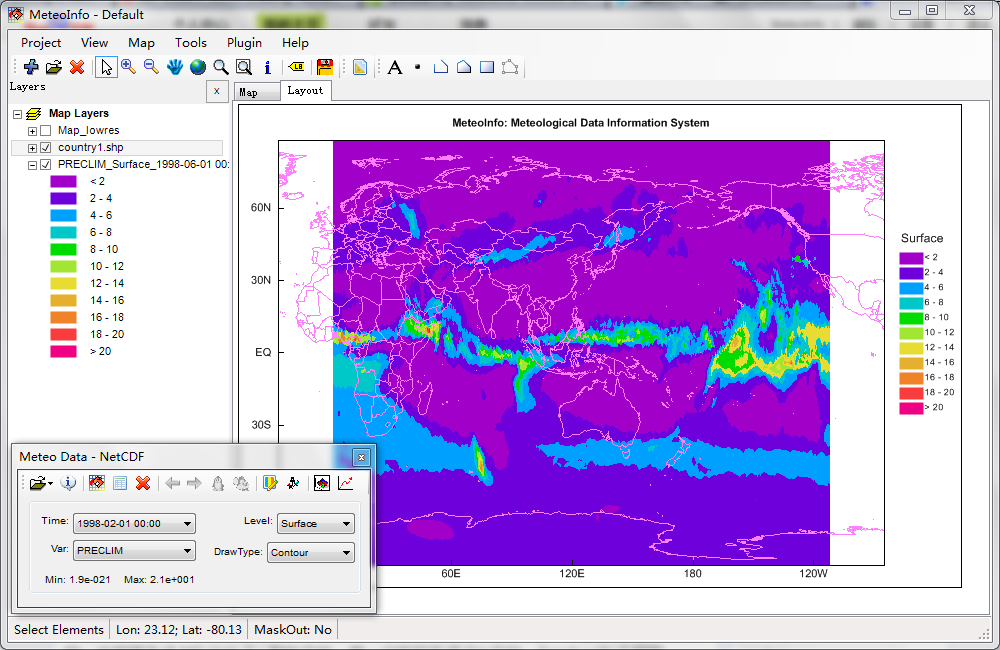 MeteoInfo - Default
Project View Map Tools Plugin Help
LB
A
Layers x
Map Layout
Map Layers
Map_lowres
country1.shp
PRECLIM_Surface_1998-06-01 00:
< 2
2 - 4
4 - 6
6 - 8
8 - 10
10 - 12
12 - 14
14 - 16
16 - 18
18 - 20
> 20
MeteoInfo: Meteological Data Information System
60N
30N
EQ
30S
60E 120E 180 120W
Surface
< 2
2 - 4
4 - 6
6 - 8
8 - 10
10 - 12
12 - 14
14 - 16
16 - 18
18 - 20
> 20
Meteo Data - NetCDF
Time: 1998-02-01 00:00 Level: Surface
Var: PRECLIM DrawType: Contour
Min: 1.9e-021 Max: 2.1e+001
Select Elements Lon: 23.12; Lat: -80.13 MaskOut: No